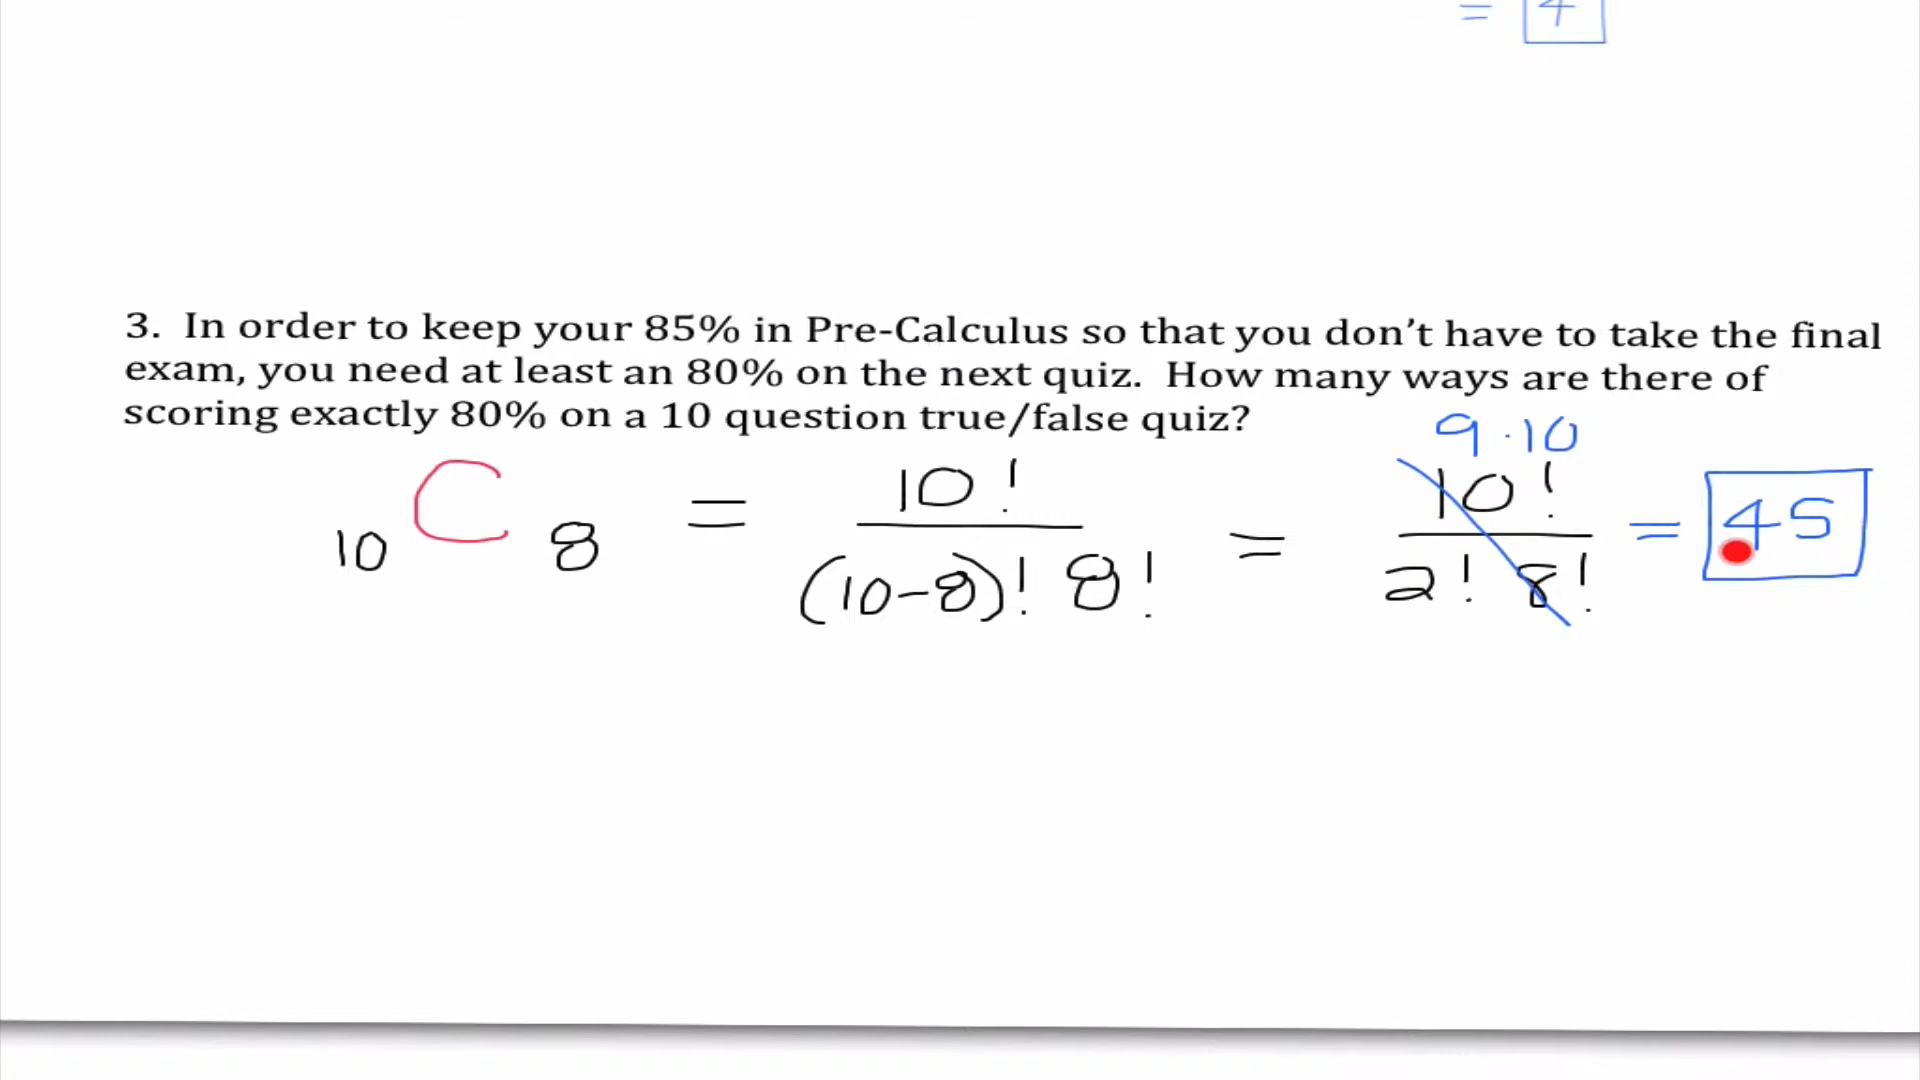 = 4
3. In order to keep your 85% in Pre-Calculus so that you don't have to take the final
exam, you need at least an 80% on the next quiz. How many ways are there of
scoring exactly 80% on a 10 question true/false quiz?
9 · 10
10 C 8 = 10! / (10-8)! 8! = 10! / 2! 8! = 45